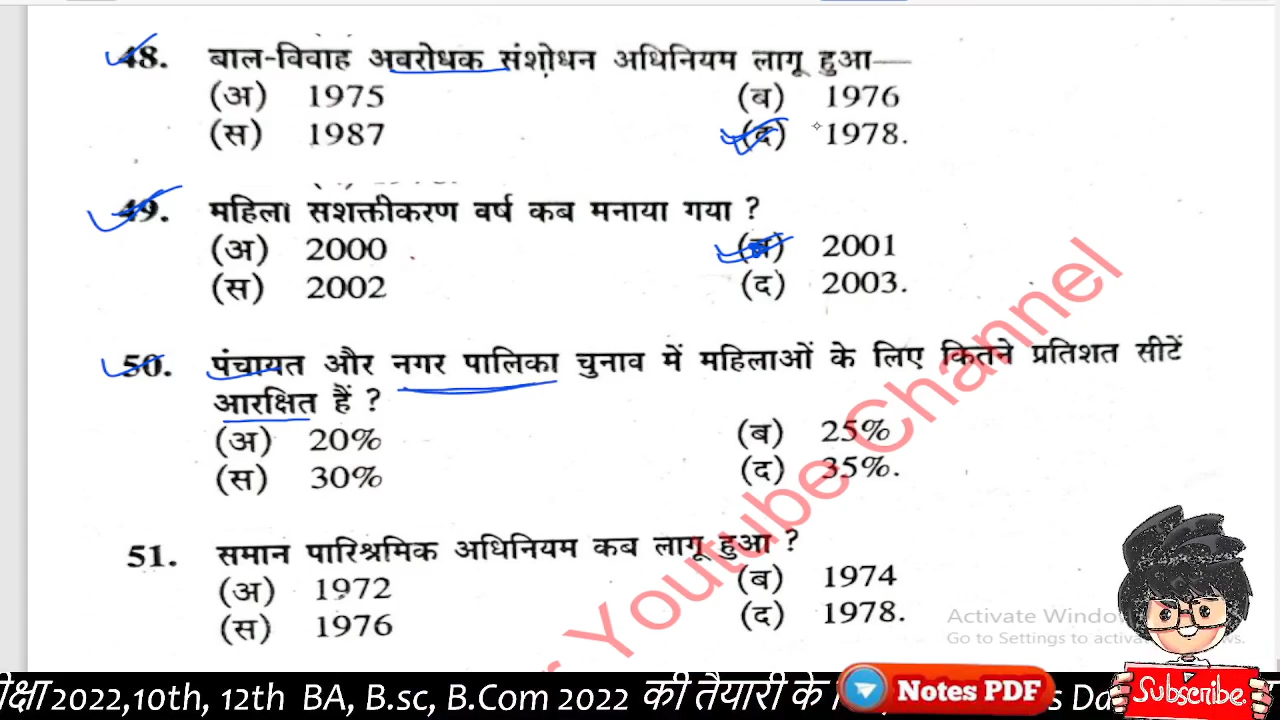 48. बाल-विवाह अवरोधक संशोधन अधिनियम लागू हुआ—
(अ) 1975 (ब) 1976
(स) 1987 (द) 1978.
49. महिला सशक्तीकरण वर्ष कब मनाया गया ?
(अ) 2000 (ब) 2001
(स) 2002 (द) 2003.
50. पंचायत और नगर पालिका चुनाव में महिलाओं के लिए कितने प्रतिशत सीटें
आरक्षित हैं ?
(अ) 20% (ब) 25%
(स) 30% (द) 35%.
51. समान पारिश्रमिक अधिनियम कब लागू हुआ ?
(अ) 1972 (ब) 1974
(स) 1976 (द) 1978.
Youtube Channel
Activate
Go to Settings to
2022,10th, 12th BA, B.sc, B.Com 2022 की तैयारी के
Notes PDF
Subscribe